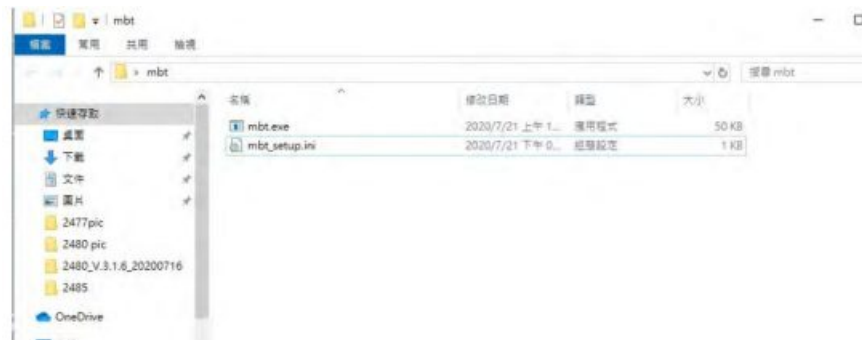 mbt
檔案 常用 共用 檢視
mbt
搜尋 mbt
名稱 修改日期 類型 大小
快速存取
mbt.exe 2020/7/21 上午 1... 應用程式 50 KB
桌面
mbt_setup.ini 2020/7/21 下午 0... 組態設定 1 KB
下載
文件
圖片
2477pic
2480 pic
2480_V.3.1.6_20200716
2485
OneDrive